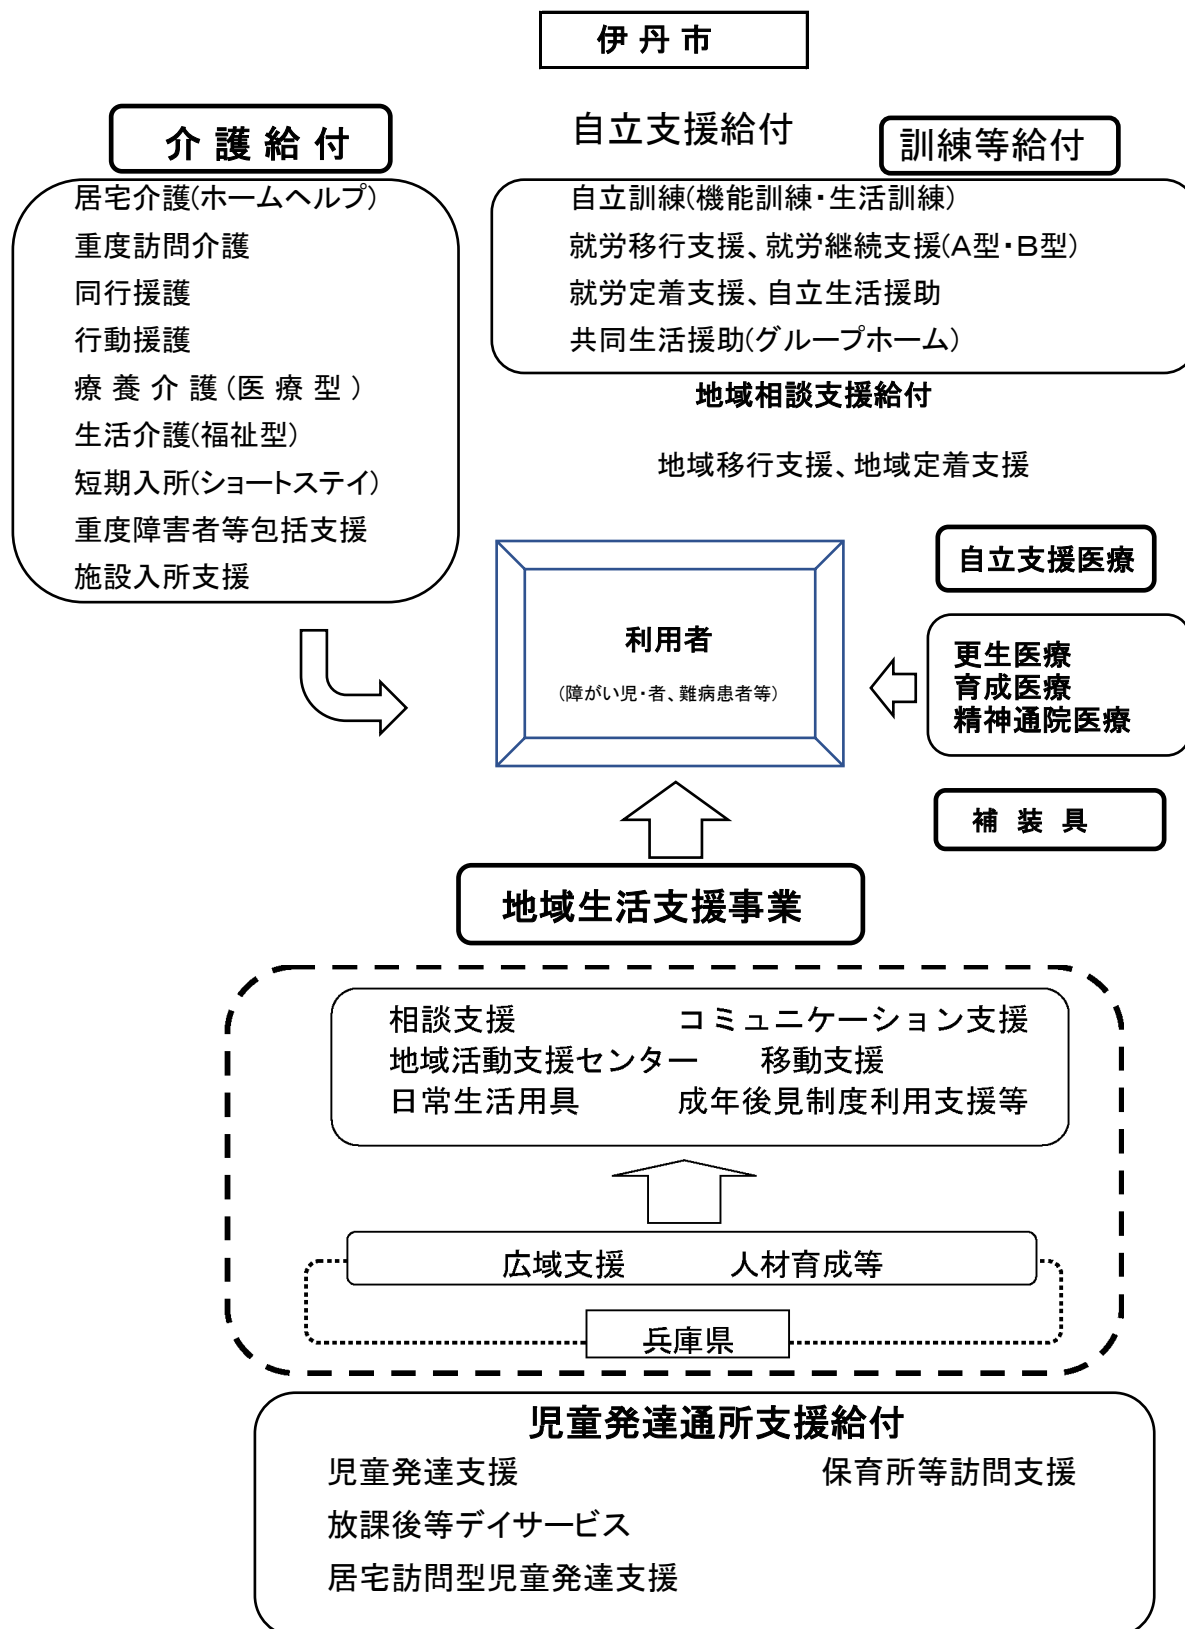 伊丹市
自立支援給付
介護給付
居宅介護(ホームヘルプ)
重度訪問介護
同行援護
行動援護
療養介護(医療型)
生活介護(福祉型)
短期入所(ショートステイ)
重度障害者等包括支援
施設入所支援
訓練等給付
自立訓練(機能訓練・生活訓練)
就労移行支援、就労継続支援(A型・B型)
就労定着支援、自立生活援助
共同生活援助(グループホーム)
地域相談支援給付
地域移行支援、地域定着支援
利用者
(障がい児・者、難病患者等)
自立支援医療
更生医療
育成医療
精神通院医療
補装具
地域生活支援事業
相談支援 コミュニケーション支援
地域活動支援センター 移動支援
日常生活用具 成年後見制度利用支援等
広域支援 人材育成等
兵庫県
児童発達通所支援給付
児童発達支援 保育所等訪問支援
放課後等デイサービス
居宅訪問型児童発達支援